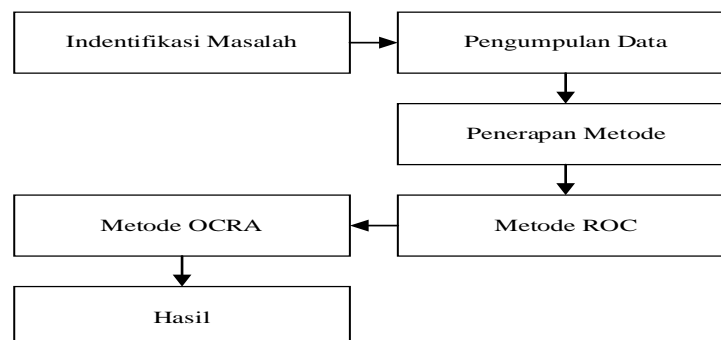 Indentifikasi Masalah
Pengumpulan Data
Penerapan Metode
Metode ROC
Metode OCRA
Hasil